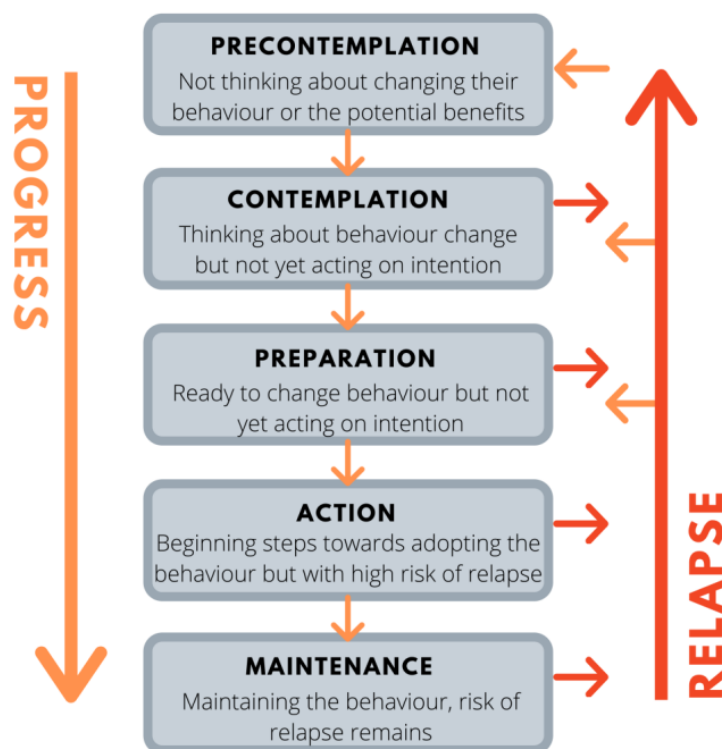 PROGRESS
PRECONTEMPLATION
Not thinking about changing their
behaviour or the potential benefits
CONTEMPLATION
Thinking about behaviour change
but not yet acting on intention
PREPARATION
Ready to change behaviour but not
yet acting on intention
ACTION
Beginning steps towards adopting the
behaviour but with high risk of relapse
MAINTENANCE
Maintaining the behaviour, risk of
relapse remains
RELAPSE